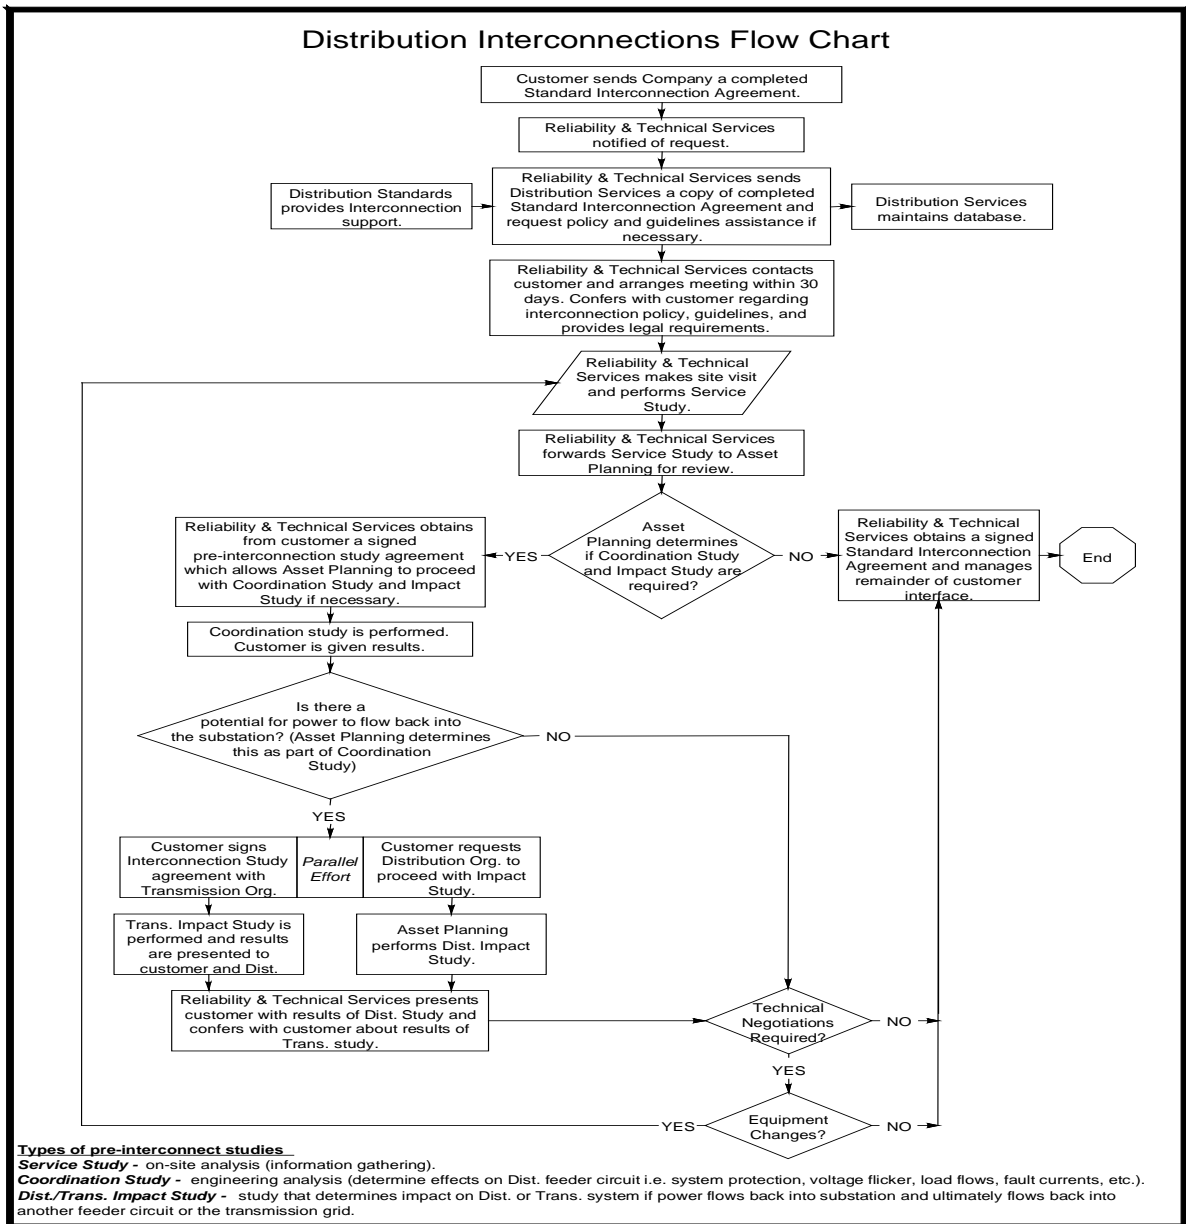 Distribution Interconnections Flow Chart
Customer sends Company a completed
Standard Interconnection Agreement.
Reliability & Technical Services
notified of request.
Distribution Standards
provides Interconnection
support.
Reliability & Technical Services sends
Distribution Services a copy of completed
Standard Interconnection Agreement and
request policy and guidelines assistance if
necessary.
Distribution Services
maintains database.
Reliability & Technical Services contacts
customer and arranges meeting within 30
days. Confers with customer regarding
interconnection policy, guidelines, and
provides legal requirements.
Reliability & Technical
Services makes site visit
and performs Service
Study.
Reliability & Technical Services
forwards Service Study to Asset
Planning for review.
Reliability & Technical Services obtains
from customer a signed
pre-interconnection study agreement
which allows Asset Planning to proceed
with Coordination Study and Impact
Study if necessary.
YES
Asset
Planning determines
if Coordination Study
and Impact Study are
required?
NO
Reliability & Technical
Services obtains a signed
Standard Interconnection
Agreement and manages
remainder of customer
interface.
End
Coordination study is performed.
Customer is given results.
Is there a
potential for power to flow back into
the substation? (Asset Planning determines
this as part of Coordination
Study)
NO
YES
Customer signs
Interconnection Study
agreement with
Transmission Org.
Parallel
Effort
Customer requests
Distribution Org. to
proceed with Impact
Study.
Trans. Impact Study is
performed and results
are presented to
customer and Dist.
Asset Planning
performs Dist. Impact
Study.
Reliability & Technical Services presents
customer with results of Dist. Study and
confers with customer about results of
Trans. study.
Technical
Negotiations
Required?
NO
YES
YES
Equipment
Changes?
NO
Types of pre-interconnect studies
Service Study - on-site analysis (information gathering).
Coordination Study - engineering analysis (determine effects on Dist. feeder circuit i.e. system protection, voltage flicker, load flows, fault currents, etc.).
Dist./Trans. Impact Study - study that determines impact on Dist. or Trans. system if power flows back into substation and ultimately flows back into
another feeder circuit or the transmission grid.